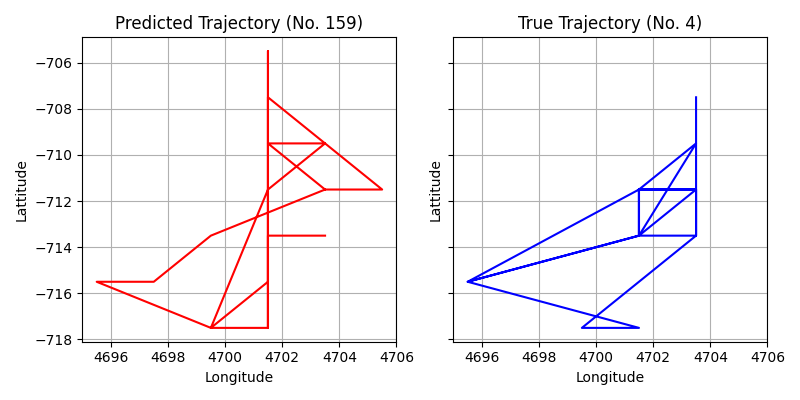 Predicted Trajectory (No. 159)
True Trajectory (No. 4)
−706
−708
−710
−712
−714
−716
−718
Lattitude
Lattitude
4696 4698 4700 4702 4704 4706
4696 4698 4700 4702 4704 4706
Longitude
Longitude